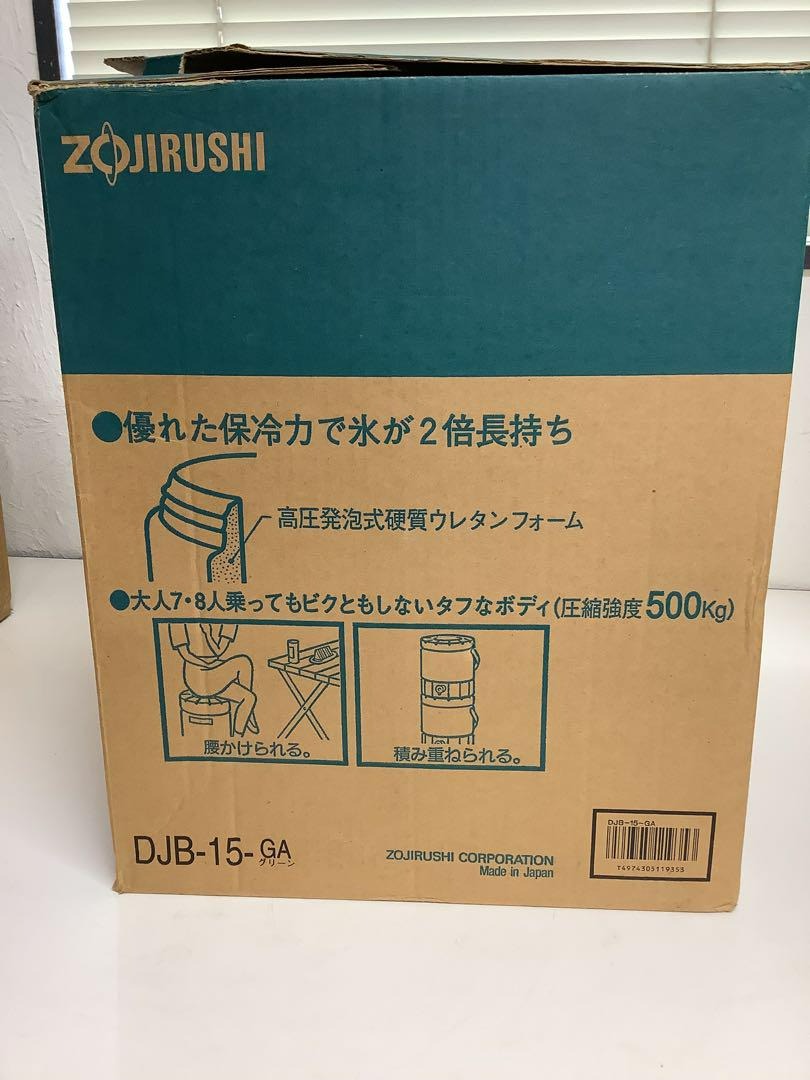 ZOJIRUSHI
●優れた保冷力で氷が2倍長持ち
高圧発泡式硬質ウレタンフォーム
●大人7・8人乗ってもビクともしないタフなボディ(圧縮強度500Kg)
腰かけられる。
積み重ねられる。
DJB-15-GA
グリーン
ZOJIRUSHI CORPORATION
Made in Japan
DJB-15-GA
T4974305119353